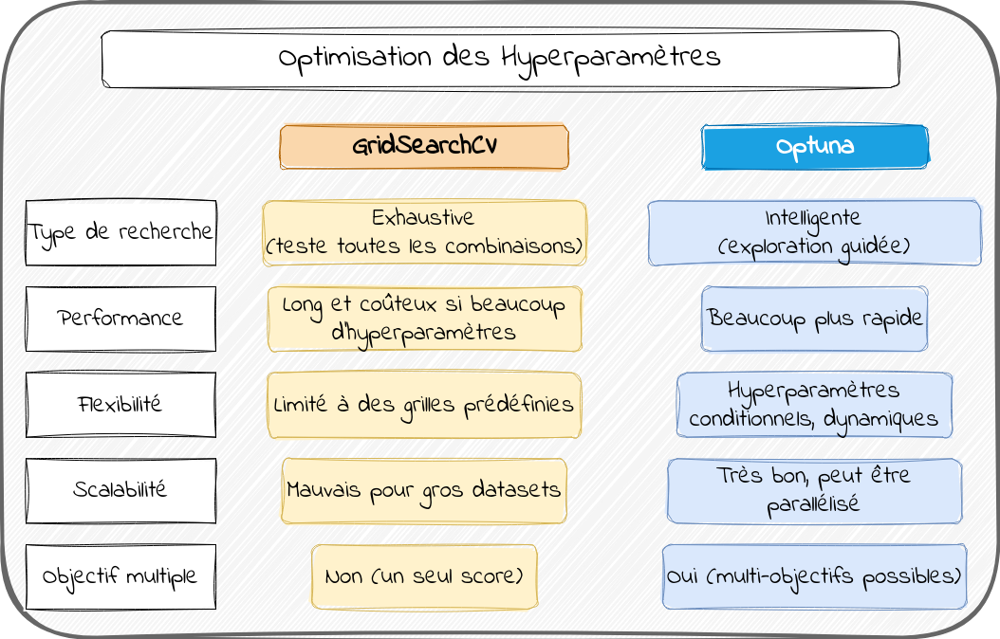 Optimisation des Hyperparamètres
GridSearchCV
Optuna
Type de recherche
Exhaustive
(teste toutes les combinaisons)
Intelligente
(exploration guidée)
Performance
Long et coûteux si beaucoup
d'hyperparamètres
Beaucoup plus rapide
Flexibilité
Limité à des grilles prédéfinies
Hyperparamètres
conditionnels, dynamiques
Scalabilité
Mauvais pour gros datasets
Très bon, peut être
parallélisé
Objectif multiple
Non (un seul score)
Oui (multi-objectifs possibles)